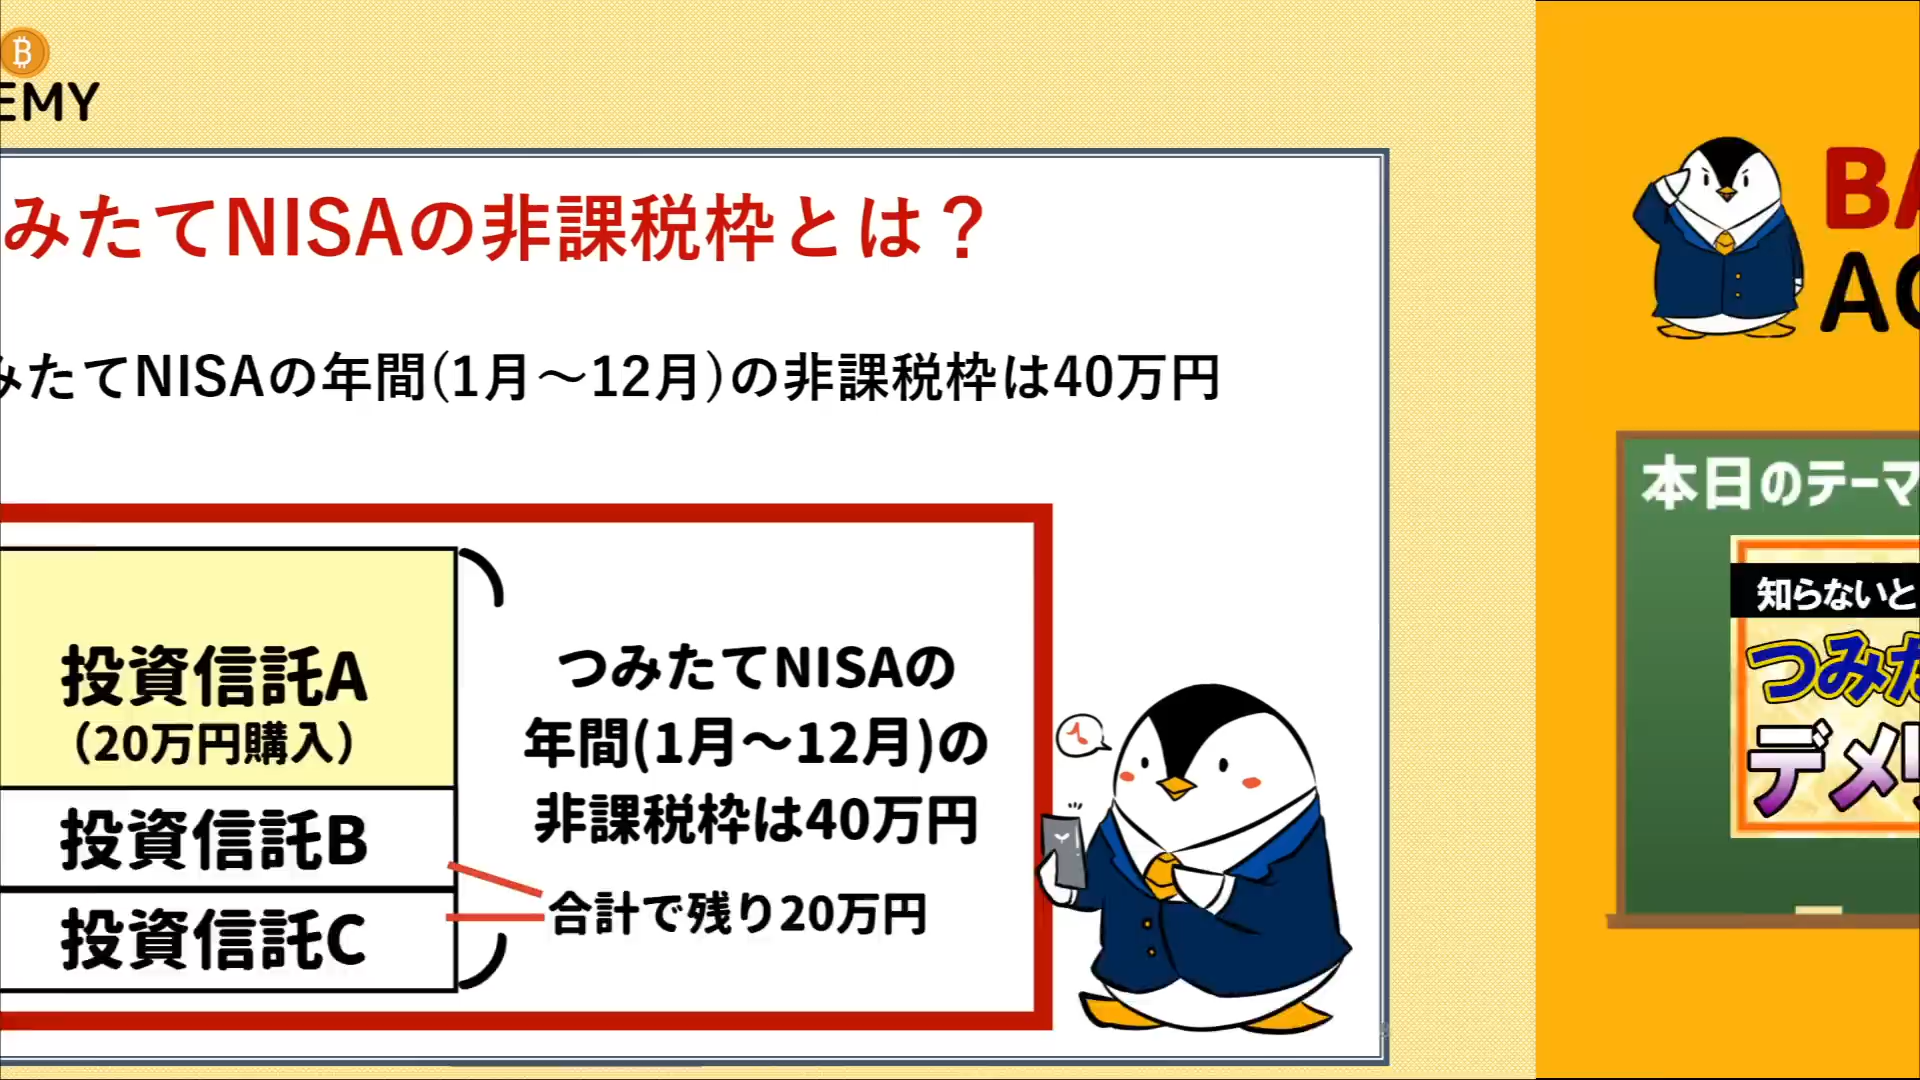 EMY
みたてNISAの非課税枠とは？
みたてNISAの年間(1月～12月)の非課税枠は40万円
投資信託A
（20万円購入）
投資信託B
投資信託C
つみたてNISAの
年間(1月～12月)の
非課税枠は40万円
合計で残り20万円
BA
AC
本日のテーマ
知らないと
つみた
デメリ